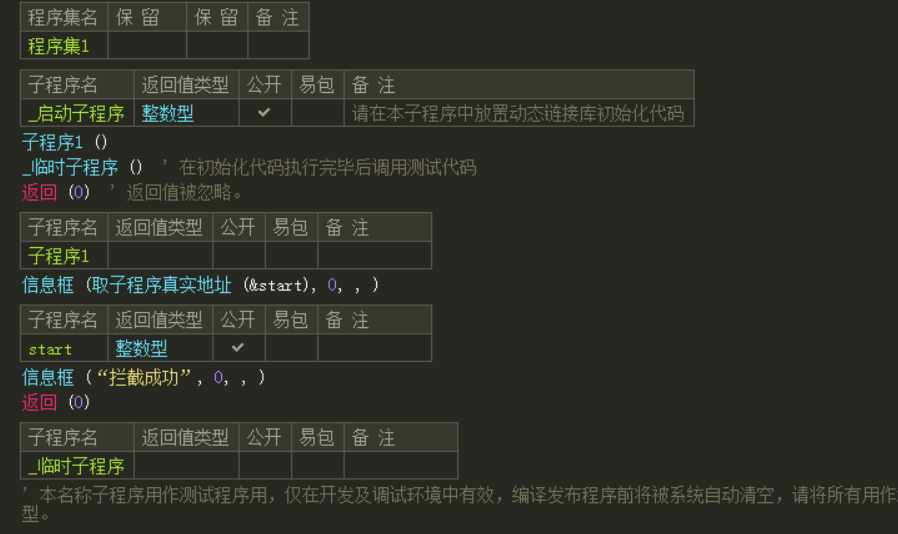 程序集名 保 留 保 留 备 注
程序集1
子程序名 返回值类型 公开 易包 备 注
_启动子程序 整数型 ✓ 请在本子程序中放置动态链接库初始化代码
子程序1 ()
_临时子程序 () ' 在初始化代码执行完毕后调用测试代码
返回 (0) ' 返回值被忽略。
子程序名 返回值类型 公开 易包 备 注
子程序1
信息框 (取子程序真实地址 (&start), 0, , )
子程序名 返回值类型 公开 易包 备 注
start 整数型 ✓
信息框 (“拦截成功”, 0, , )
返回 (0)
子程序名 返回值类型 公开 易包 备 注
_临时子程序
' 本名称子程序用作测试程序用，仅在开发及调试环境中有效，编译发布程序前将被系统自动清空，请将所有用作
型。